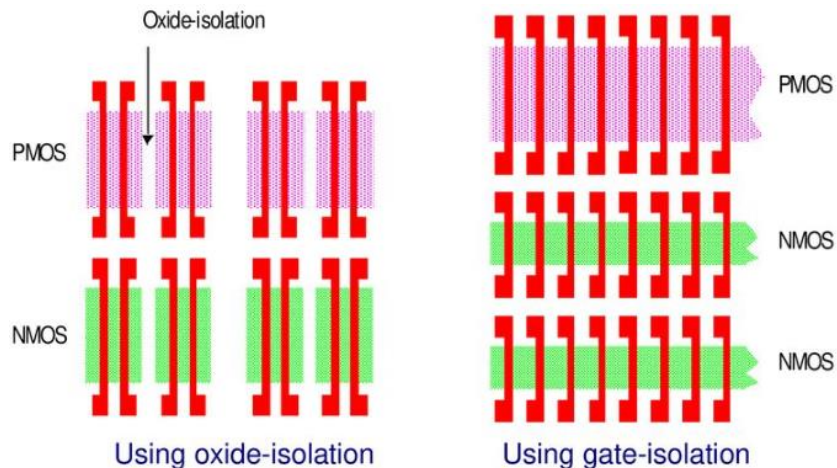 Oxide-isolation
PMOS
NMOS
Using oxide-isolation
PMOS
NMOS
NMOS
Using gate-isolation